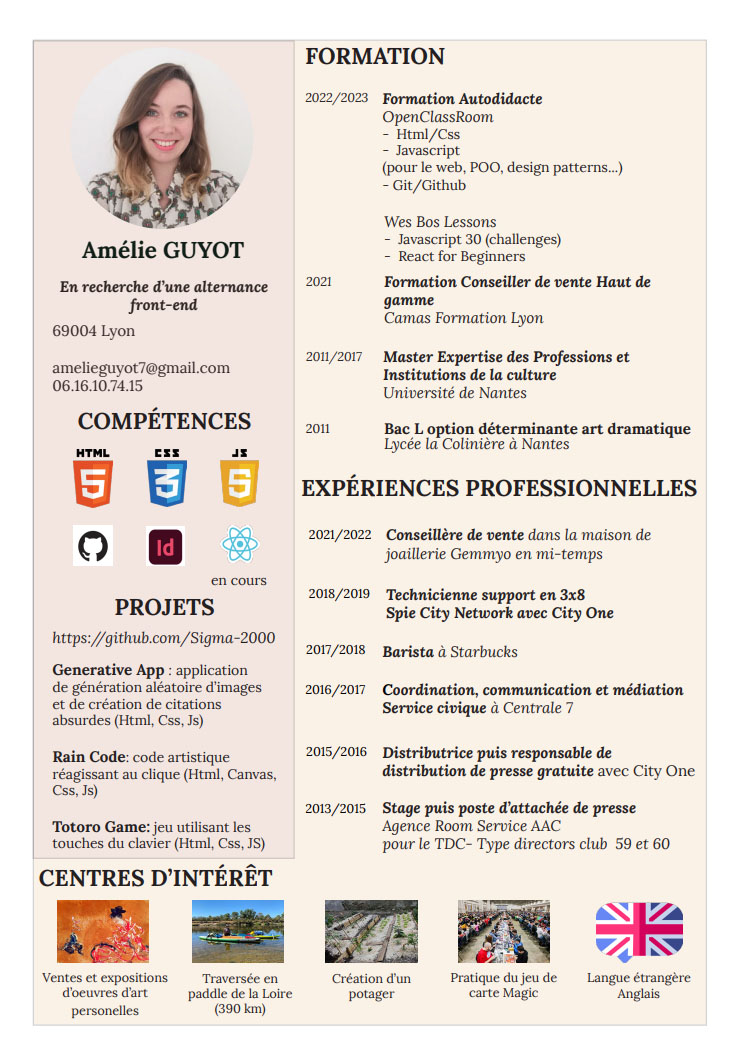 Amélie GUYOT
En recherche d'une alternance
front-end
69004 Lyon
amelieguyot7@gmail.com
06.16.10.74.15
COMPÉTENCES
HTML
5
CSS
3
JS
5
Id
en cours
PROJETS
https://github.com/Sigma-2000
Generative App : application
de génération aléatoire d'images
et de création de citations
absurdes (Html, Css, Js)
Rain Code: code artistique
réagissant au clique (Html, Canvas,
Css, Js)
Totoro Game: jeu utilisant les
touches du clavier (Html, Css, JS)
FORMATION
2022/2023 Formation Autodidacte
OpenClassRoom
- Html/Css
- Javascript
(pour le web, POO, design patterns...)
- Git/Github
Wes Bos Lessons
- Javascript 30 (challenges)
- React for Beginners
2021 Formation Conseiller de vente Haut de
gamme
Camas Formation Lyon
2011/2017 Master Expertise des Professions et
Institutions de la culture
Université de Nantes
2011 Bac L option déterminante art dramatique
Lycée la Colinière à Nantes
EXPÉRIENCES PROFESSIONNELLES
2021/2022 Conseillère de vente dans la maison de
joaillerie Gemmyo en mi-temps
2018/2019 Technicienne support en 3x8
Spie City Network avec City One
2017/2018 Barista à Starbucks
2016/2017 Coordination, communication et médiation
Service civique à Centrale 7
2015/2016 Distributrice puis responsable de
distribution de presse gratuite avec City One
2013/2015 Stage puis poste d'attachée de presse
Agence Room Service AAC
pour le TDC- Type directors club 59 et 60
CENTRES D'INTÉRÊT
Ventes et expositions
d'oeuvres d'art
personelles
Traversée en
paddle de la Loire
(390 km)
Création d'un
potager
Pratique du jeu de
carte Magic
Langue étrangère
Anglais